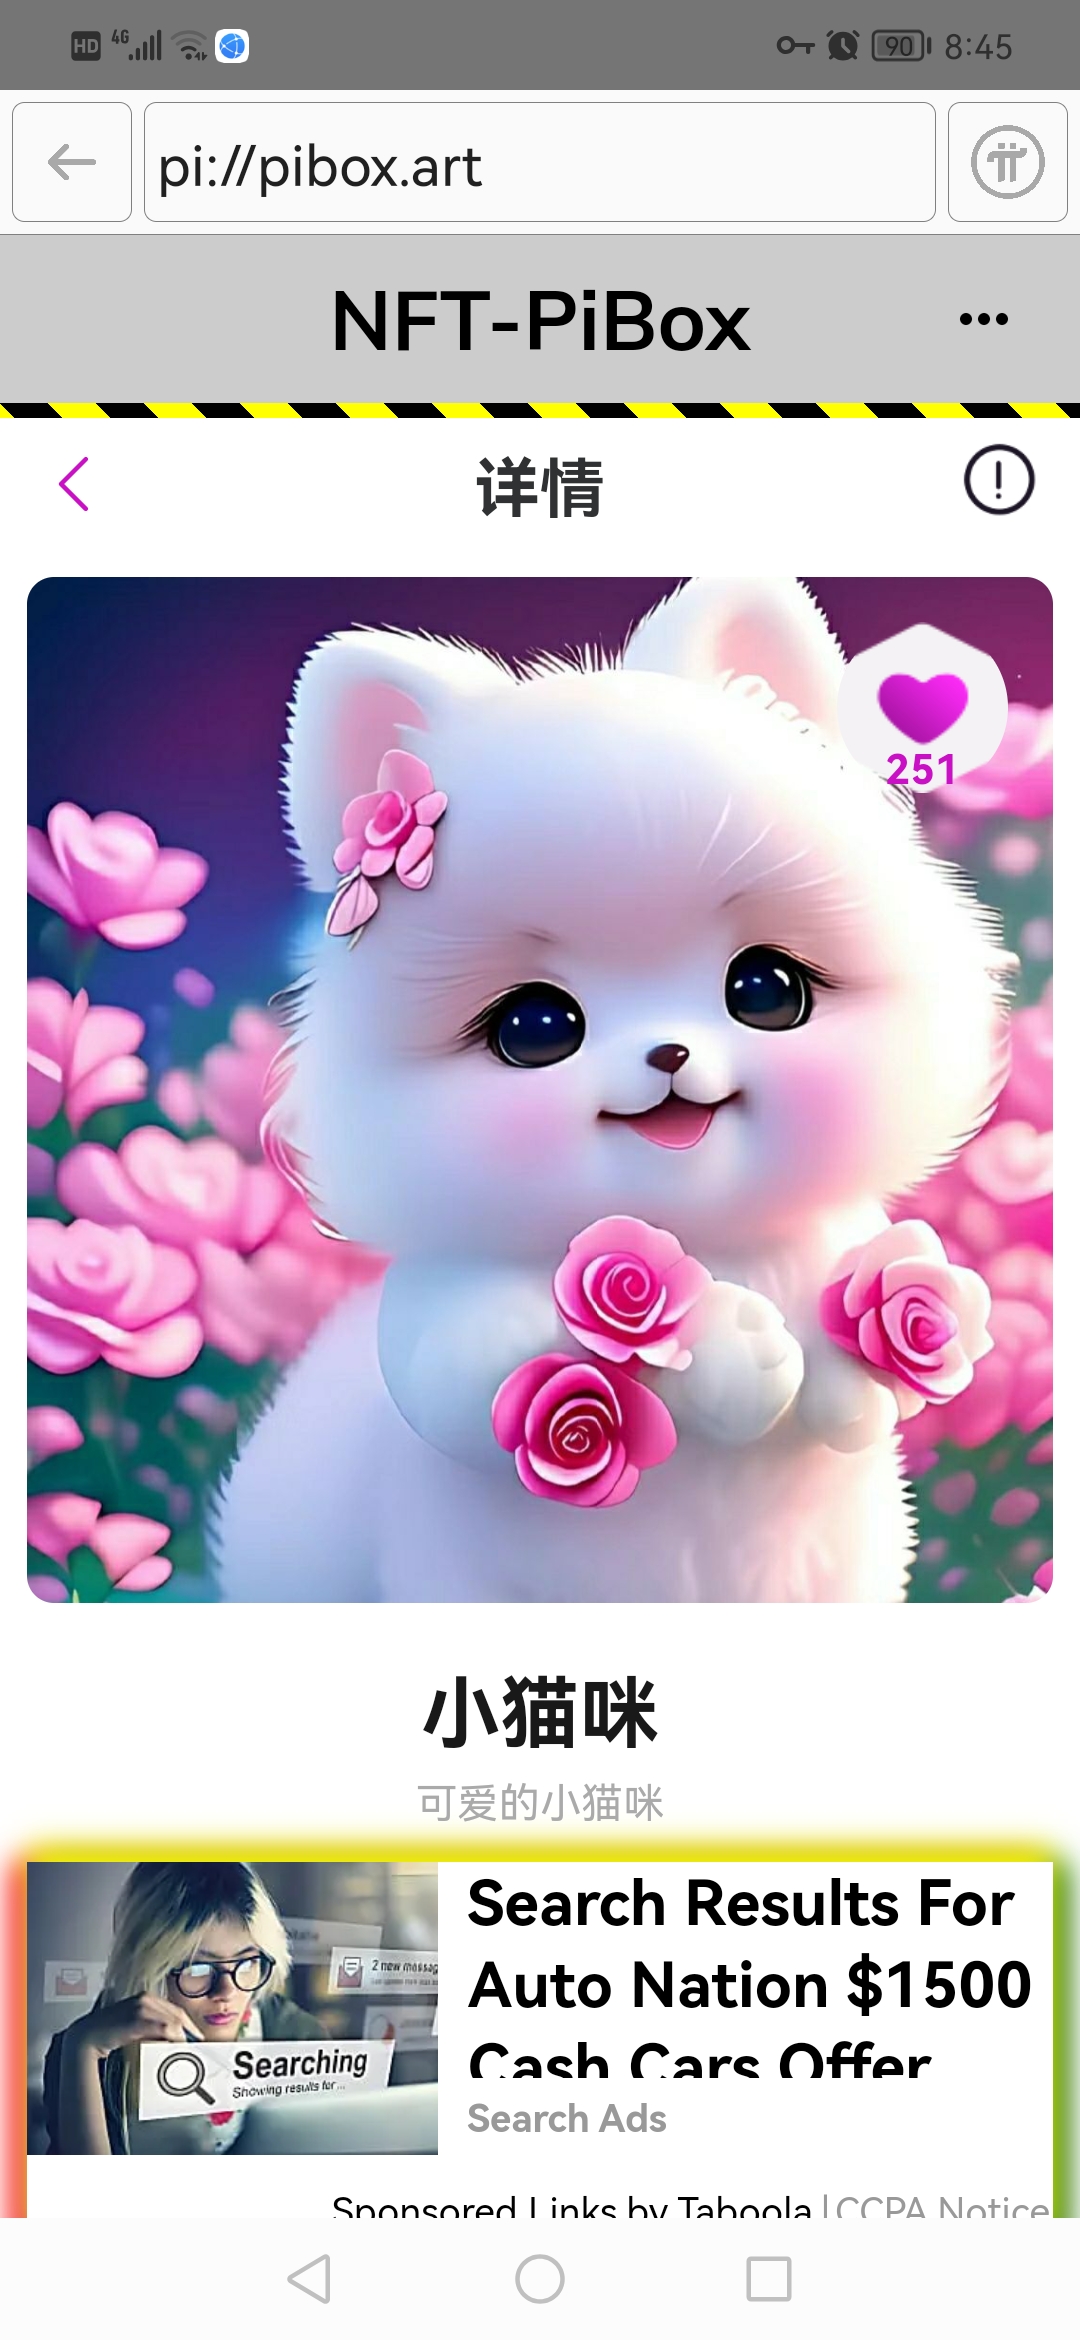 HD 4G 90 8:45
pi://pibox.art
NFT-PiBox
详情
251
小猫咪
可爱的小猫咪
2 new messag
Searching
Showing results for...
Search Results For
Auto Nation $1500
Cash Cars Offer
Search Ads
Sponsored Links by Taboola | CCPA Notice